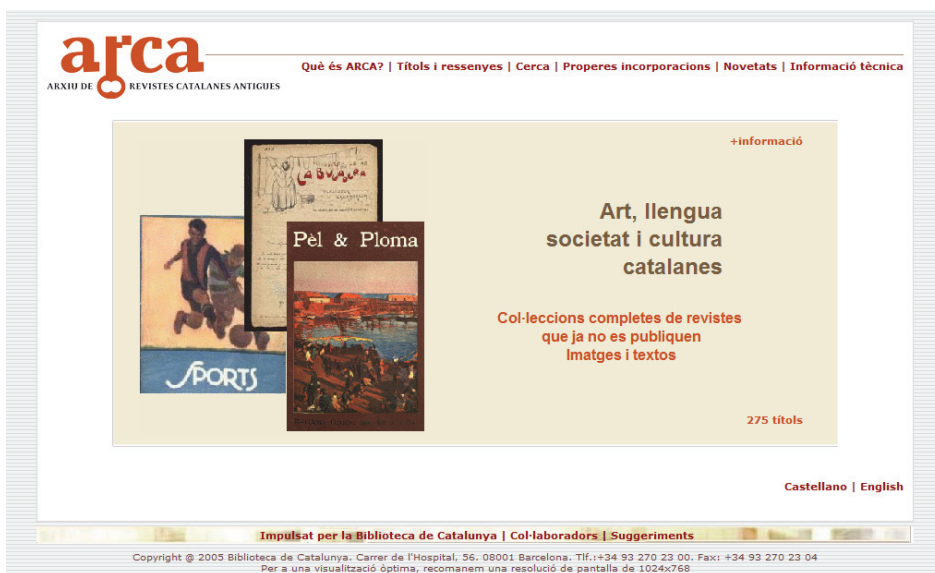 arca
ARXIU DE REVISTES CATALANES ANTIGUES
Què és ARCA? | Títols i ressenyes | Cerca | Properes incorporacions | Novetats | Informació tècnica
+informació
Pèl & Ploma
SPORTS
Art, llengua
societat i cultura
catalanes
Col·leccions completes de revistes
que ja no es publiquen
Imatges i textos
275 títols
Castellano | English
Impulsat per la Biblioteca de Catalunya | Col·laboradors | Suggeriments
Copyright @ 2005 Biblioteca de Catalunya. Carrer de l'Hospital, 56. 08001 Barcelona. Tlf.:+34 93 270 23 00. Fax: +34 93 270 23 04
Per a una visualització òptima, recomanem una resolució de pantalla de 1024x768